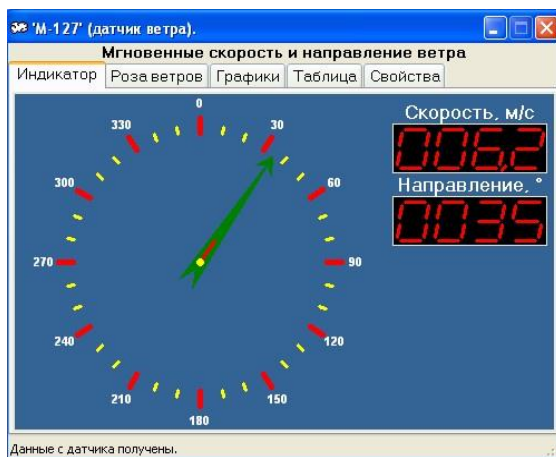 'М-127' (датчик ветра).
Мгновенные скорость и направление ветра
Индикатор Роза ветров Графики Таблица Свойства
0
330 30
300 60
270 90
240 120
210 150
180
Скорость, м/с
006,2
Направление, °
0035
Данные с датчика получены.